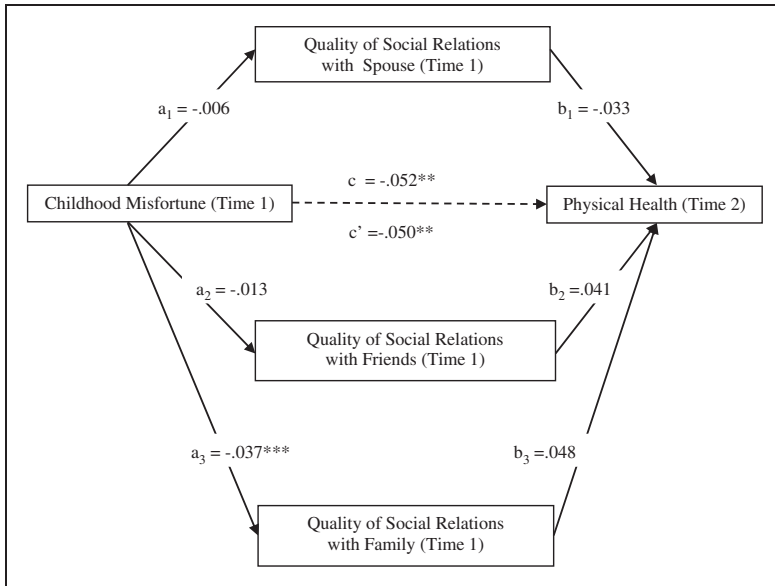 Quality of Social Relations
with Spouse (Time 1)
a1 = -.006
b1 = -.033
c = -.052**
Childhood Misfortune (Time 1)
Physical Health (Time 2)
c’ =-.050**
a2 = -.013
b2 =.041
Quality of Social Relations
with Friends (Time 1)
a3 = -.037***
b3 =.048
Quality of Social Relations
with Family (Time 1)